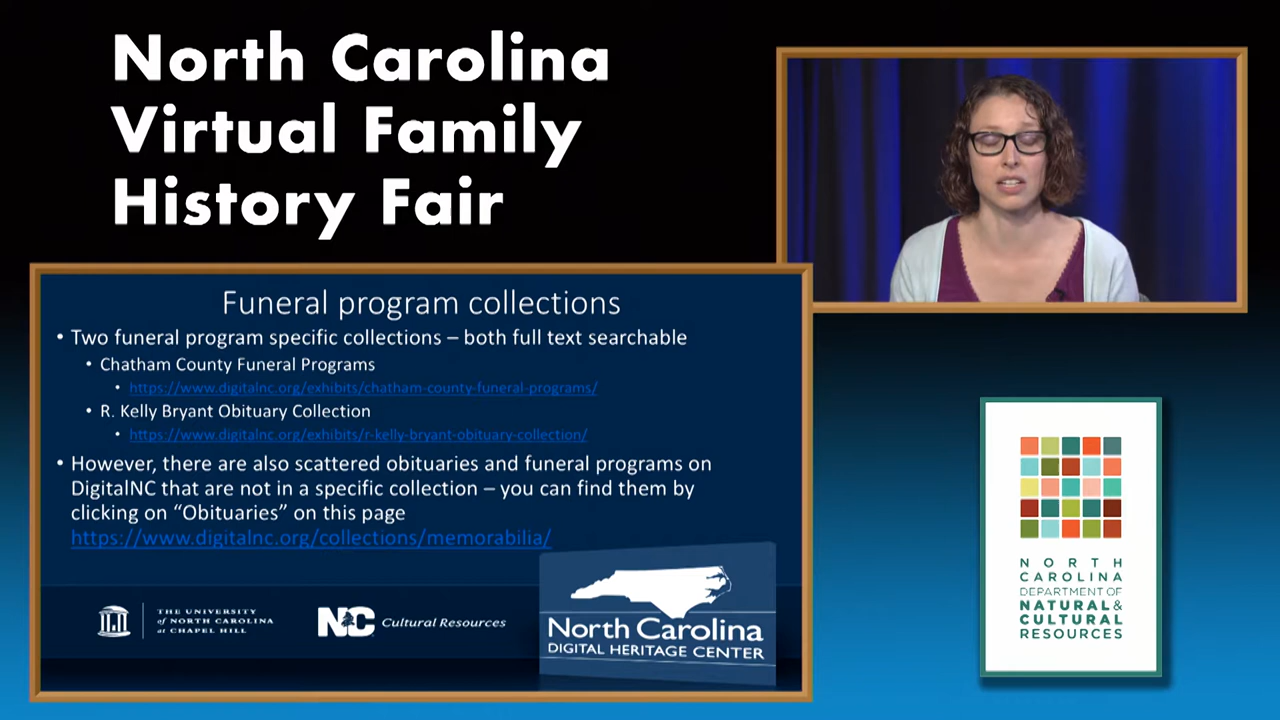 North Carolina
Virtual Family
History Fair
Funeral program collections
• Two funeral program specific collections – both full text searchable
• Chatham County Funeral Programs
• https://www.digitalnc.org/exhibits/chatham-county-funeral-programs/
• R. Kelly Bryant Obituary Collection
• https://www.digitalnc.org/exhibits/r-kelly-bryant-obituary-collection/
• However, there are also scattered obituaries and funeral programs on
DigitalNC that are not in a specific collection – you can find them by
clicking on “Obituaries” on this page
https://www.digitalnc.org/collections/memorabilia/
THE UNIVERSITY
of NORTH CAROLINA
at CHAPEL HILL
NC Cultural Resources
North Carolina
DIGITAL HERITAGE CENTER
NORTH
CAROLINA
DEPARTMENT OF
NATURAL &
CULTURAL
RESOURCES